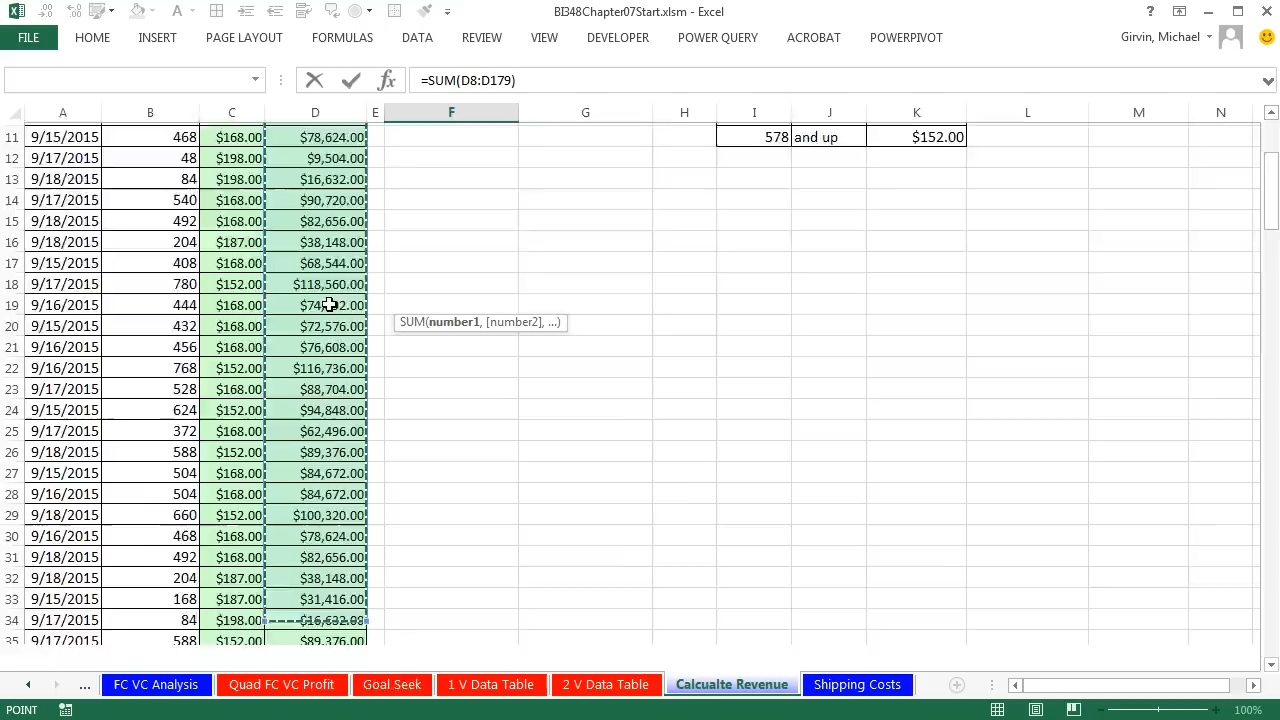 BI48Chapter07Start.xlsm - Excel
FILE HOME INSERT PAGE LAYOUT FORMULAS DATA REVIEW VIEW DEVELOPER POWER QUERY ACROBAT POWERPIVOT Girvin, Michael
=SUM(D8:D179)
A B C D E F G H I J K L M N
11 9/15/2015 468 $168.00 $78,624.00 578 and up $152.00
12 9/17/2015 48 $198.00 $9,504.00
13 9/18/2015 84 $198.00 $16,632.00
14 9/17/2015 540 $168.00 $90,720.00
15 9/18/2015 492 $168.00 $82,656.00
16 9/18/2015 204 $187.00 $38,148.00
17 9/15/2015 408 $168.00 $68,544.00
18 9/17/2015 780 $152.00 $118,560.00
19 9/16/2015 444 $168.00
20 9/15/2015 432 $168.00 $72,576.00 SUM(number1, [number2], ...)
21 9/16/2015 456 $168.00 $76,608.00
22 9/16/2015 768 $152.00 $116,736.00
23 9/17/2015 528 $168.00 $88,704.00
24 9/15/2015 624 $152.00 $94,848.00
25 9/17/2015 372 $168.00 $62,496.00
26 9/18/2015 588 $152.00 $89,376.00
27 9/15/2015 504 $168.00 $84,672.00
28 9/16/2015 504 $168.00 $84,672.00
29 9/18/2015 660 $152.00 $100,320.00
30 9/16/2015 468 $168.00 $78,624.00
31 9/18/2015 492 $168.00 $82,656.00
32 9/18/2015 204 $187.00 $38,148.00
33 9/15/2015 168 $187.00 $31,416.00
34 9/17/2015 84 $198.00 $16,632.00
35 9/17/2015 588 $152.00 $89,376.00
... FC VC Analysis Quad FC VC Profit Goal Seek 1 V Data Table 2 V Data Table Calcualte Revenue Shipping Costs
POINT 100%